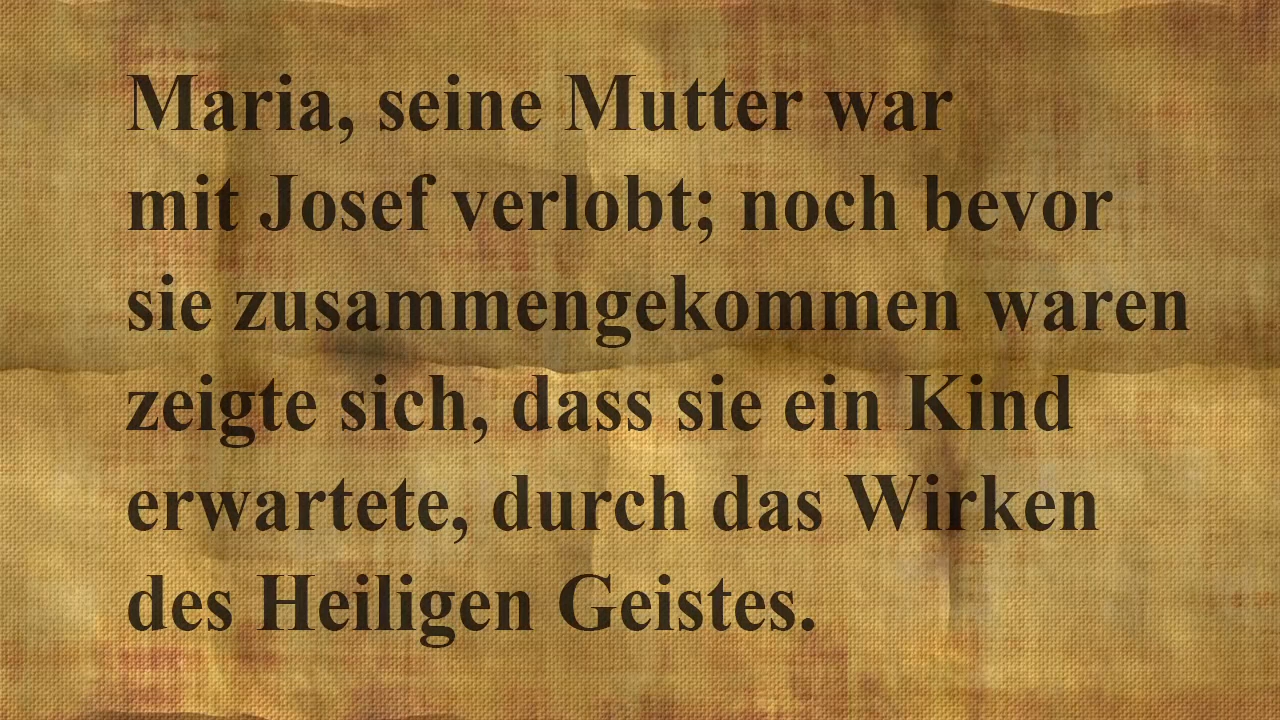 Maria, seine Mutter war
mit Josef verlobt; noch bevor
sie zusammengekommen waren
zeigte sich, dass sie ein Kind
erwartete, durch das Wirken
des Heiligen Geistes.